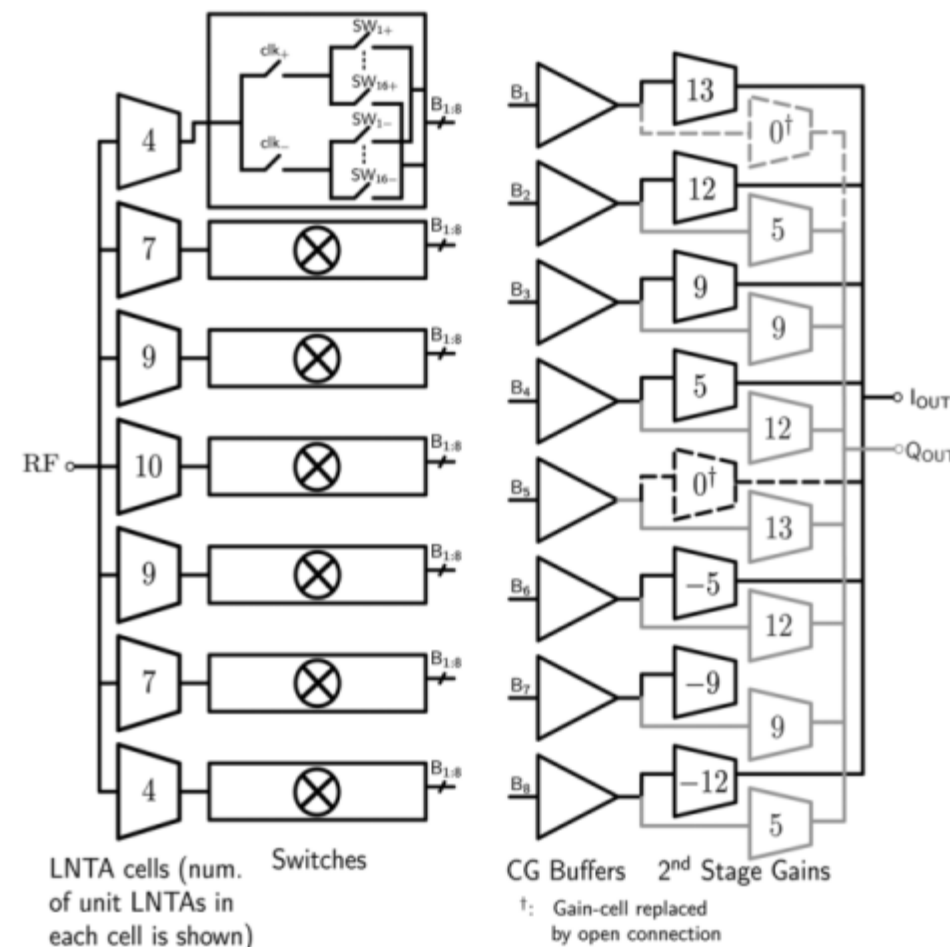 clk₊
SW₁₊
SW₁₆₊
clk₋
SW₁₋
SW₁₆₋
4
B₁:₈
7
B₁:₈
9
B₁:₈
RF
10
B₁:₈
9
B₁:₈
7
B₁:₈
4
B₁:₈
LNTA cells (num.
of unit LNTAs in
each cell is shown)
Switches
B₁
13
0†
B₂
12
5
B₃
9
9
B₄
5
12
I_OUT
Q_OUT
B₅
0†
13
B₆
−5
12
B₇
−9
9
B₈
−12
5
CG Buffers
2nd Stage Gains
†: Gain-cell replaced
by open connection